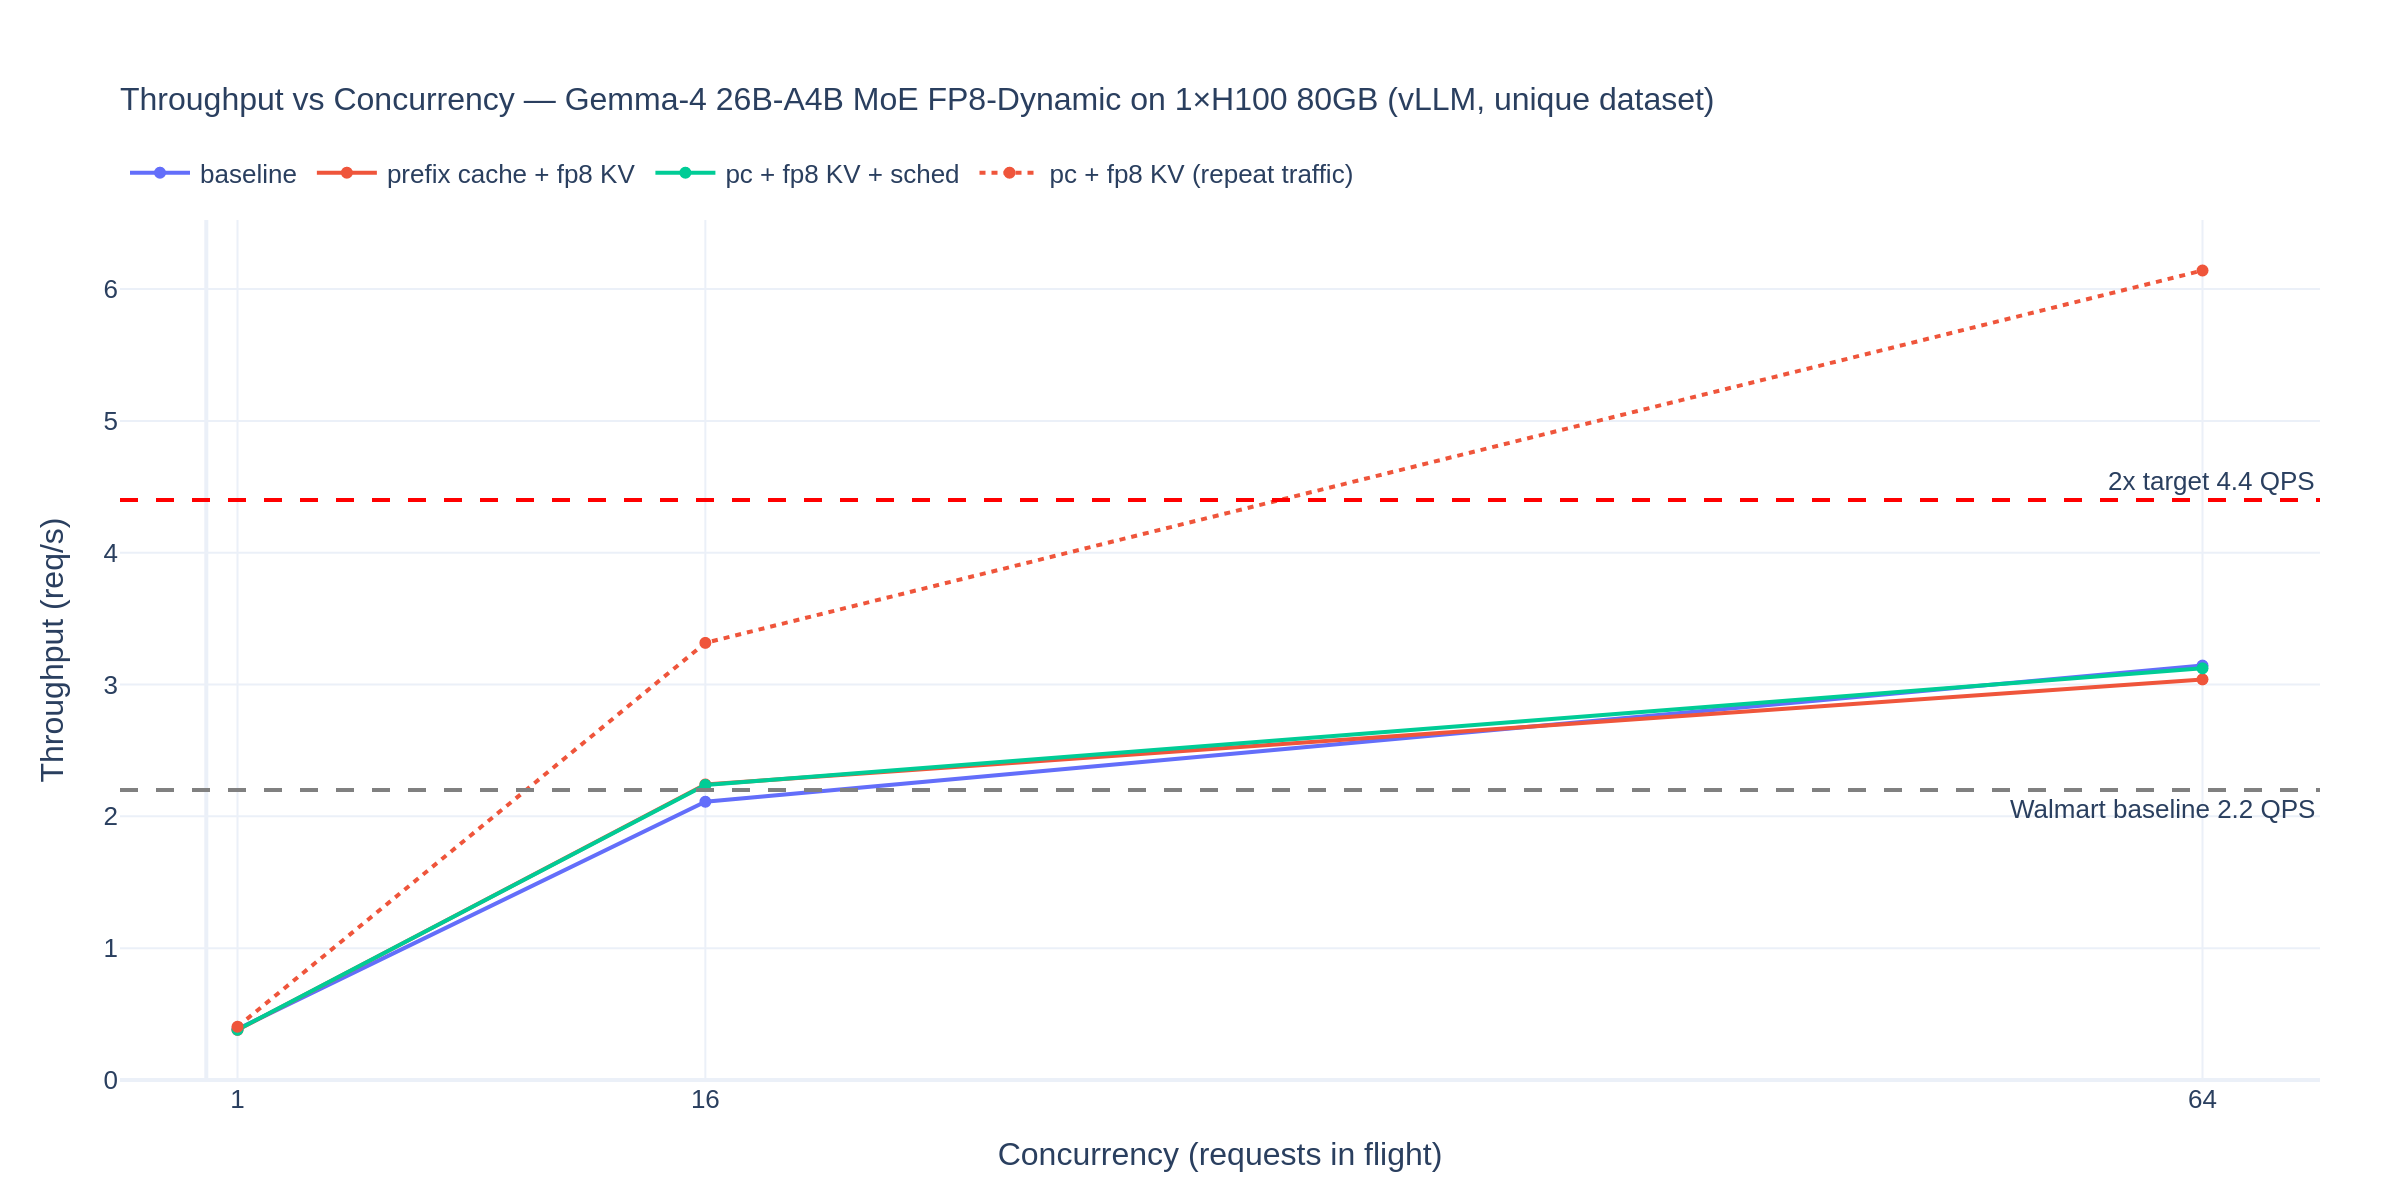 Throughput vs Concurrency — Gemma-4 26B-A4B MoE FP8-Dynamic on 1×H100 80GB (vLLM, unique dataset)
baseline prefix cache + fp8 KV pc + fp8 KV + sched pc + fp8 KV (repeat traffic)
Throughput (req/s)
6
5
2x target 4.4 QPS
4
3
2
Walmart baseline 2.2 QPS
1
0
1 16 64
Concurrency (requests in flight)